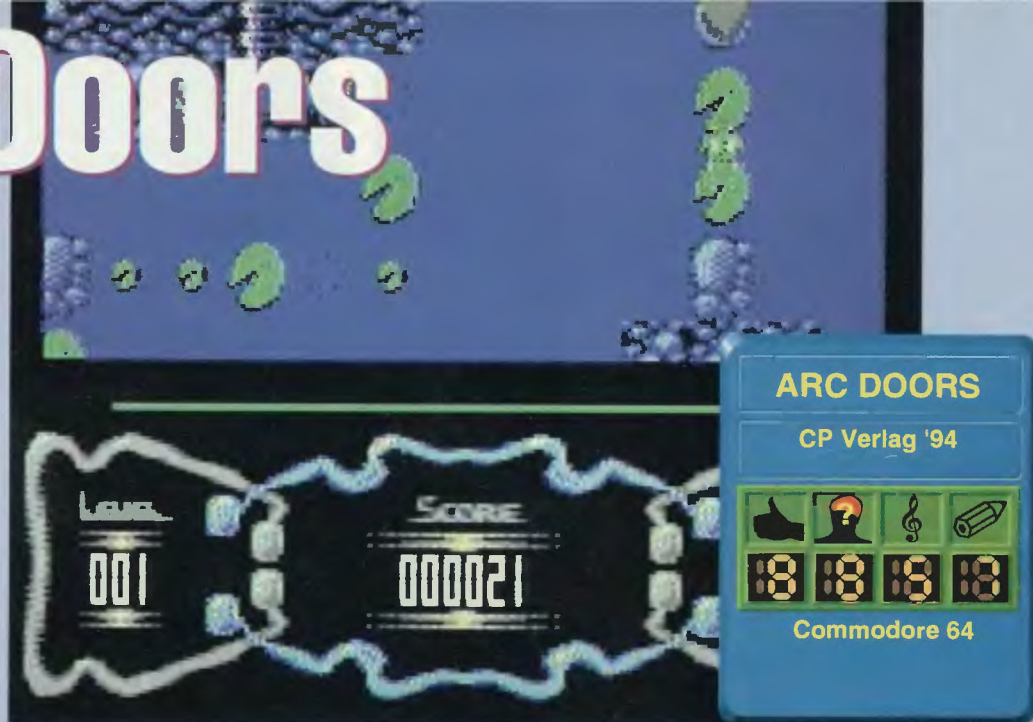 Doors
Level
001
SCORE
000021
ARC DOORS
CP Verlag '94
Commodore 64